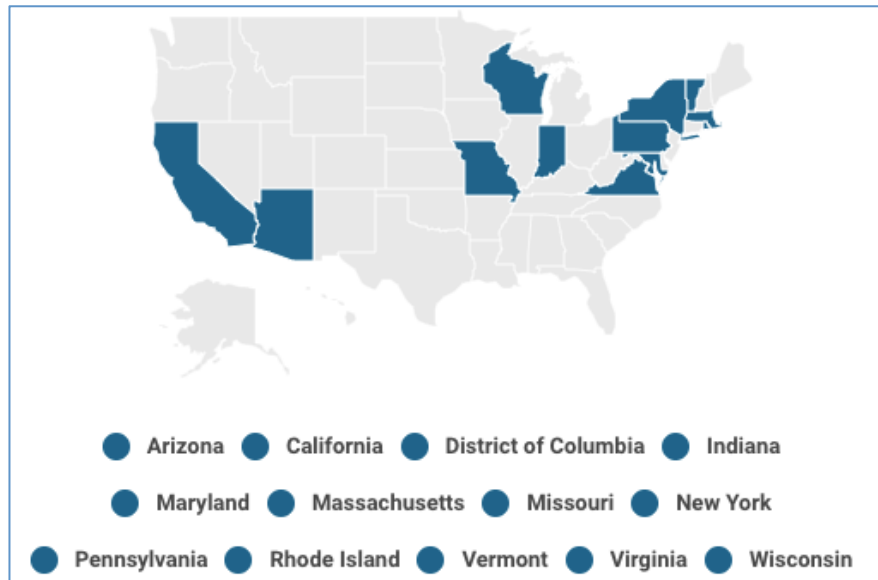 Arizona California District of Columbia Indiana
Maryland Massachusetts Missouri New York
Pennsylvania Rhode Island Vermont Virginia Wisconsin